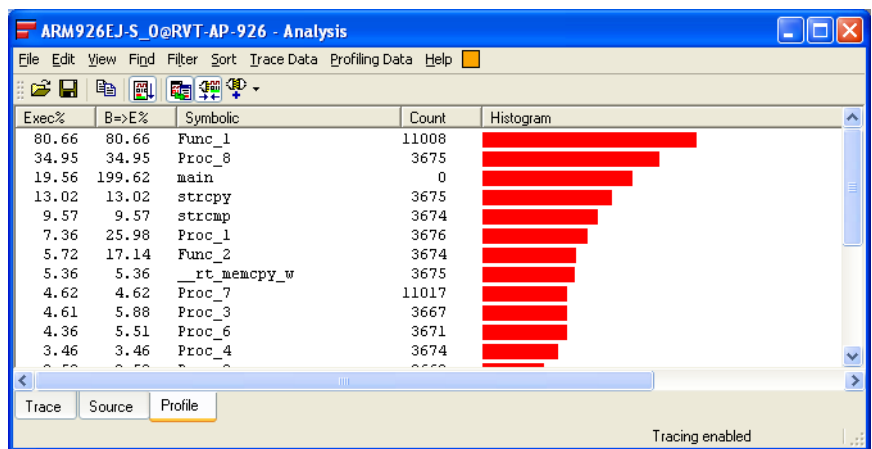 ARM926EJ-S_0@RVT-AP-926 - Analysis
File Edit View Find Filter Sort Trace Data Profiling Data Help
Exec% B=>E% Symbolic Count Histogram
80.66 80.66 Func_1 11008
34.95 34.95 Proc_8 3675
19.56 199.62 main 0
13.02 13.02 strcpy 3675
9.57 9.57 strcmp 3674
7.36 25.98 Proc_1 3676
5.72 17.14 Func_2 3674
5.36 5.36 __rt_memcpy_w 3675
4.62 4.62 Proc_7 11017
4.61 5.88 Proc_3 3667
4.36 5.51 Proc_6 3671
3.46 3.46 Proc_4 3674
Trace Source Profile
Tracing enabled